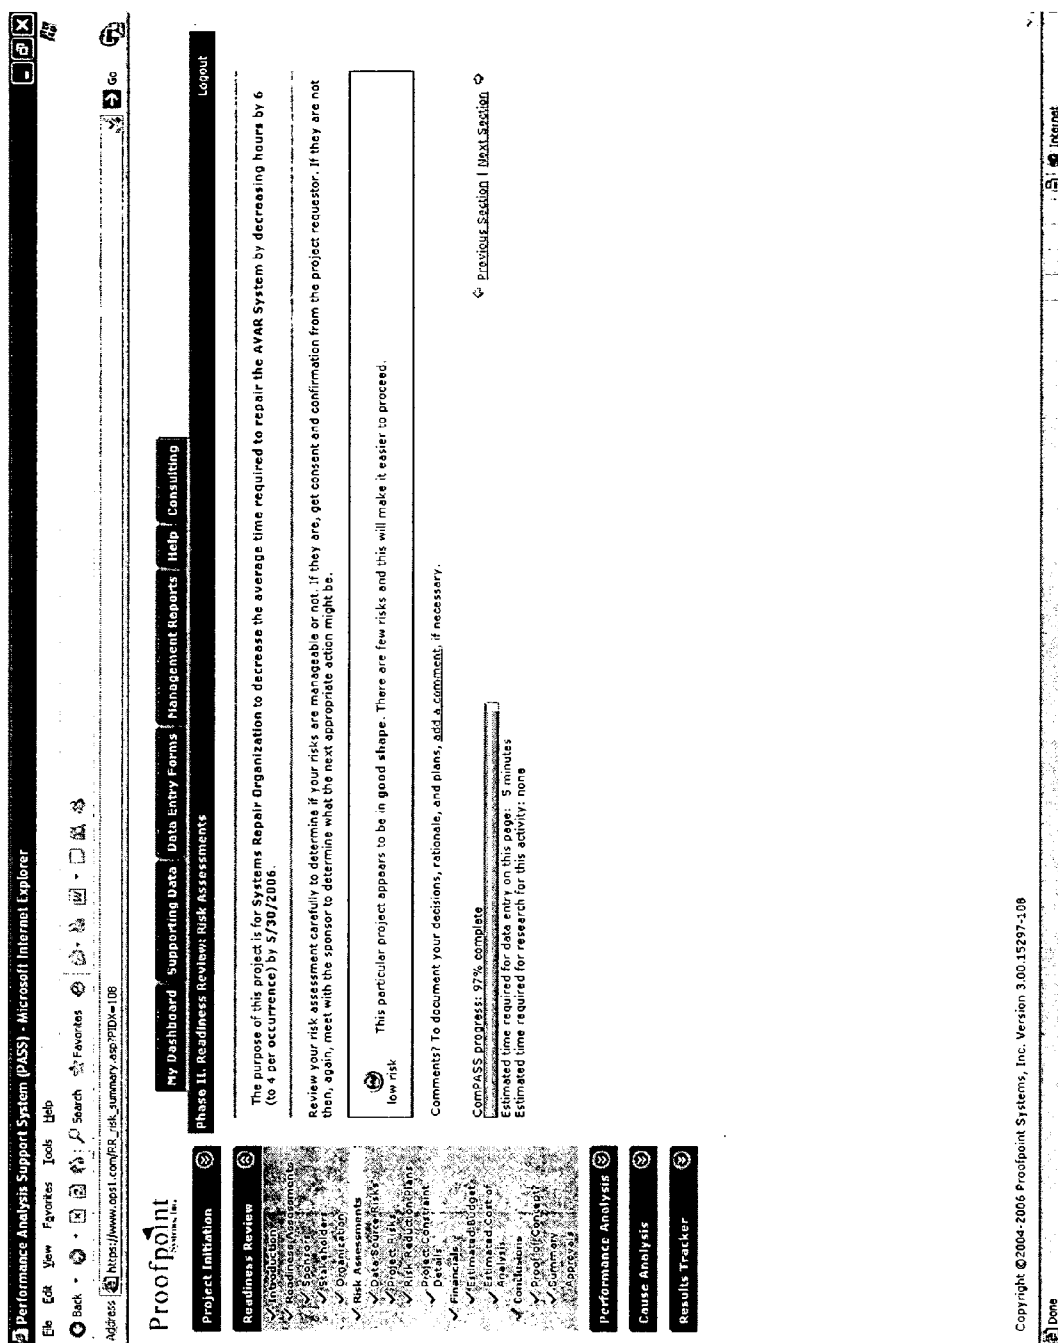 Performance Analysis Support System (PASS) - Microsoft Internet Explorer
File Edit View Favorites Tools Help
Back Search Favorites
Address https://www.ops1.com/RR_risk_summary.asp?PIDX=108 Go
Proofpoint
Systems Inc.
My Dashboard Supporting Data Data Entry Forms Management Reports Help Consulting
Phase II. Readiness Review: Risk Assessments Logout
Project Initiation
Readiness Review
Introduction
Readiness Assessments
Sponsors
Stakeholders
Organization
Risk Assessments
Data Source Risks
Project Risks
Risk Reduction Plans
Project Constraint
Details
Financials
Estimated Budget
Estimated Cost of
Analysis
Conclusions
Proof of Concept
Summary
Approvals
Performance Analysis
Cause Analysis
Results Tracker
The purpose of this project is for Systems Repair Organization to decrease the average time required to repair the AVAR System by decreasing hours by 6
(to 4 per occurrence) by 5/30/2006.
Review your risk assessment carefully to determine if your risks are manageable or not. If they are, get consent and confirmation from the project requestor. If they are not
then, again, meet with the sponsor to determine what the next appropriate action might be.
low risk
This particular project appears to be in good shape. There are few risks and this will make it easier to proceed.
Comments? To document your decisions, rationale, and plans, add a comment, if necessary.
ComPASS progress: 97% complete
Previous Section | Next Section
Estimated time required for data entry on this page: 5 minutes
Estimated time required for research for this activity: none
Copyright ©2004-2006 Proofpoint Systems, Inc. Version 3.00.15297-108
Done Internet